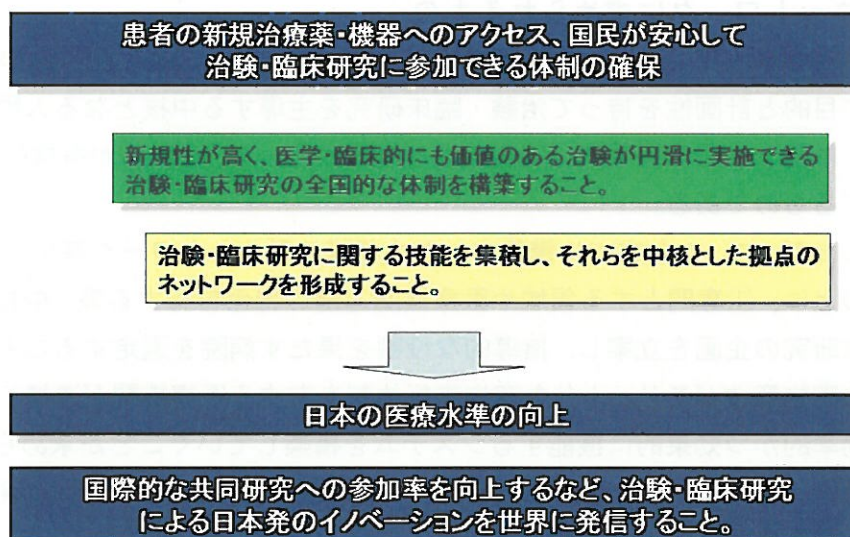 患者の新規治療薬・機器へのアクセス、国民が安心して
治験・臨床研究に参加できる体制の確保
新規性が高く、医学・臨床的にも価値のある治験が円滑に実施できる
治験・臨床研究の全国的な体制を構築すること。
治験・臨床研究に関する技能を集積し、それらを中核とした拠点の
ネットワークを形成すること。
日本の医療水準の向上
国際的な共同研究への参加率を向上するなど、治験・臨床研究
による日本発のイノベーションを世界に発信すること。